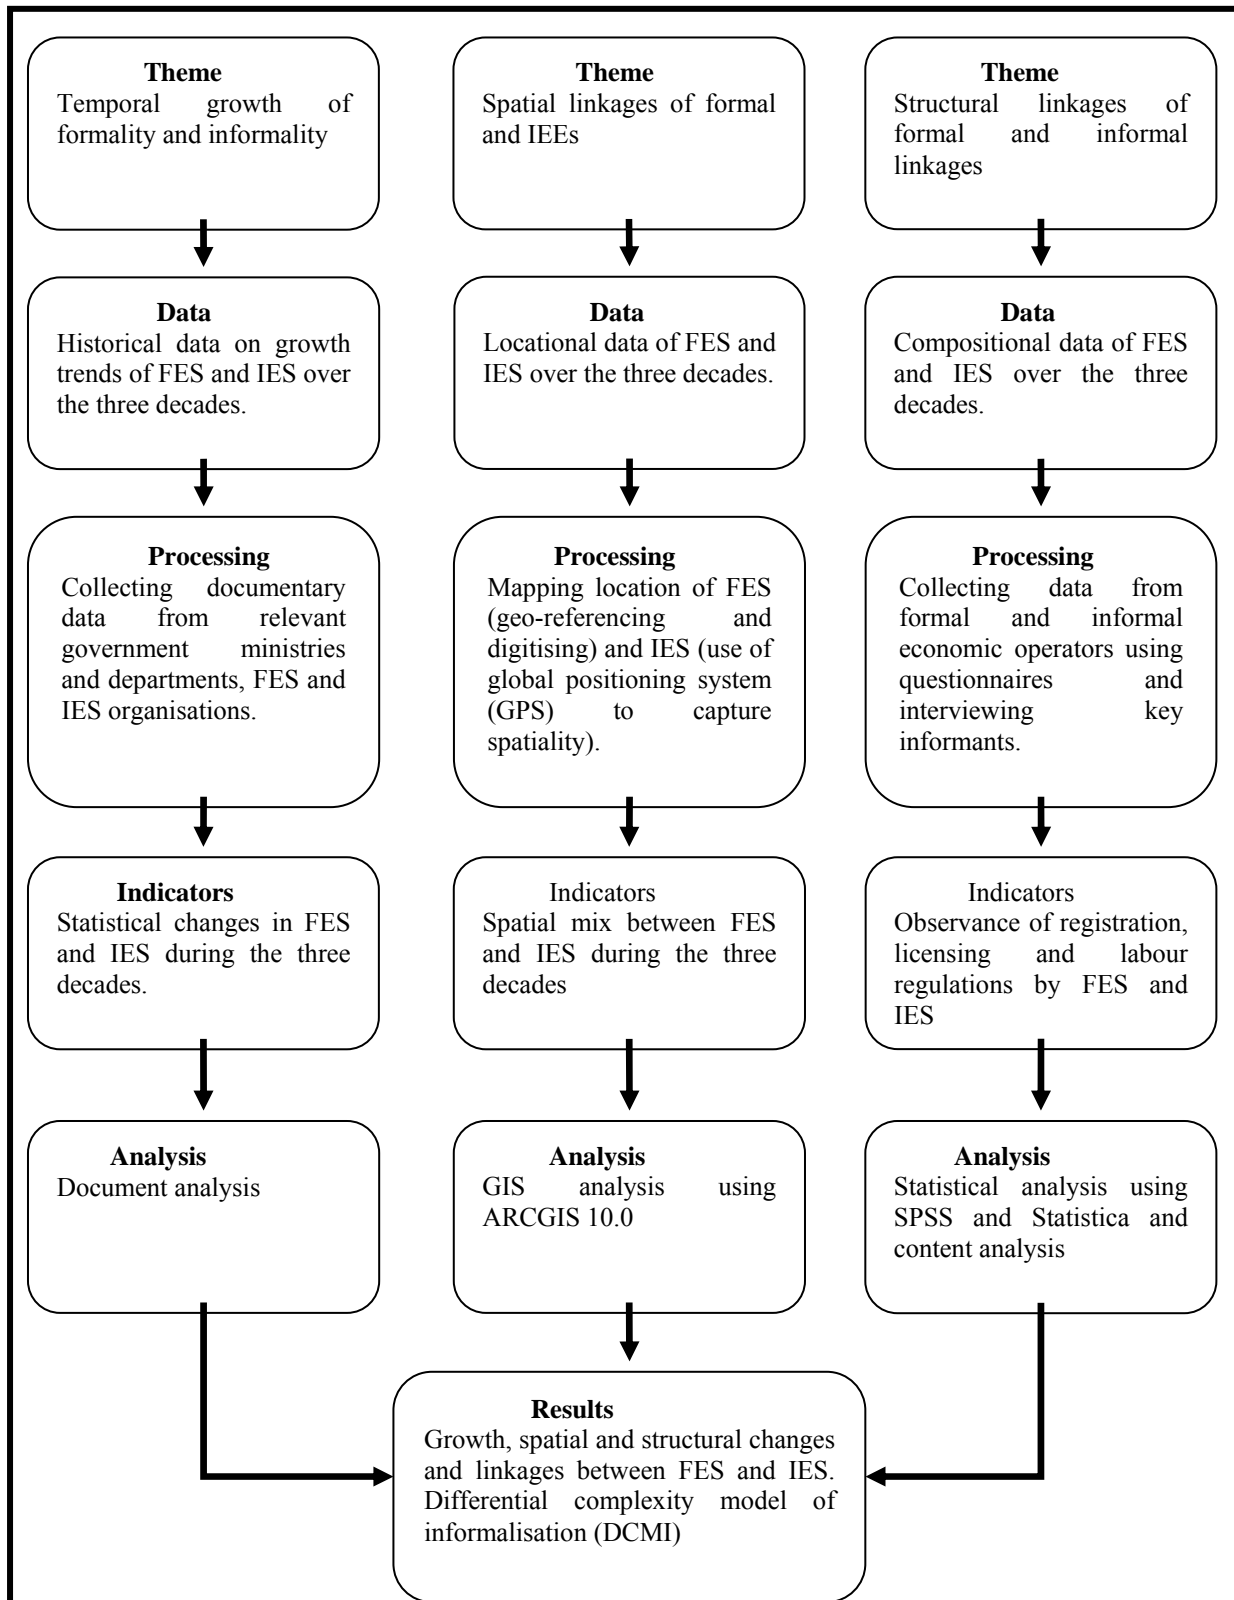 Theme
Temporal growth of
formality and informality
Theme
Spatial linkages of formal
and IEEs
Theme
Structural linkages of
formal and informal
linkages
Data
Historical data on growth
trends of FES and IES over
the three decades.
Data
Locational data of FES and
IES over the three decades.
Data
Compositional data of FES
and IES over the three
decades.
Processing
Collecting documentary
data from relevant
government ministries
and departments, FES and
IES organisations.
Processing
Mapping location of FES
(geo-referencing and
digitising) and IES (use of
global positioning system
(GPS) to capture
spatiality).
Processing
Collecting data from
formal and informal
economic operators using
questionnaires and
interviewing key
informants.
Indicators
Statistical changes in FES
and IES during the three
decades.
Indicators
Spatial mix between FES
and IES during the three
decades
Indicators
Observance of registration,
licensing and labour
regulations by FES and
IES
Analysis
Document analysis
Analysis
GIS analysis using
ARCGIS 10.0
Analysis
Statistical analysis using
SPSS and Statistica and
content analysis
Results
Growth, spatial and structural changes
and linkages between FES and IES.
Differential complexity model of
informalisation (DCMI)